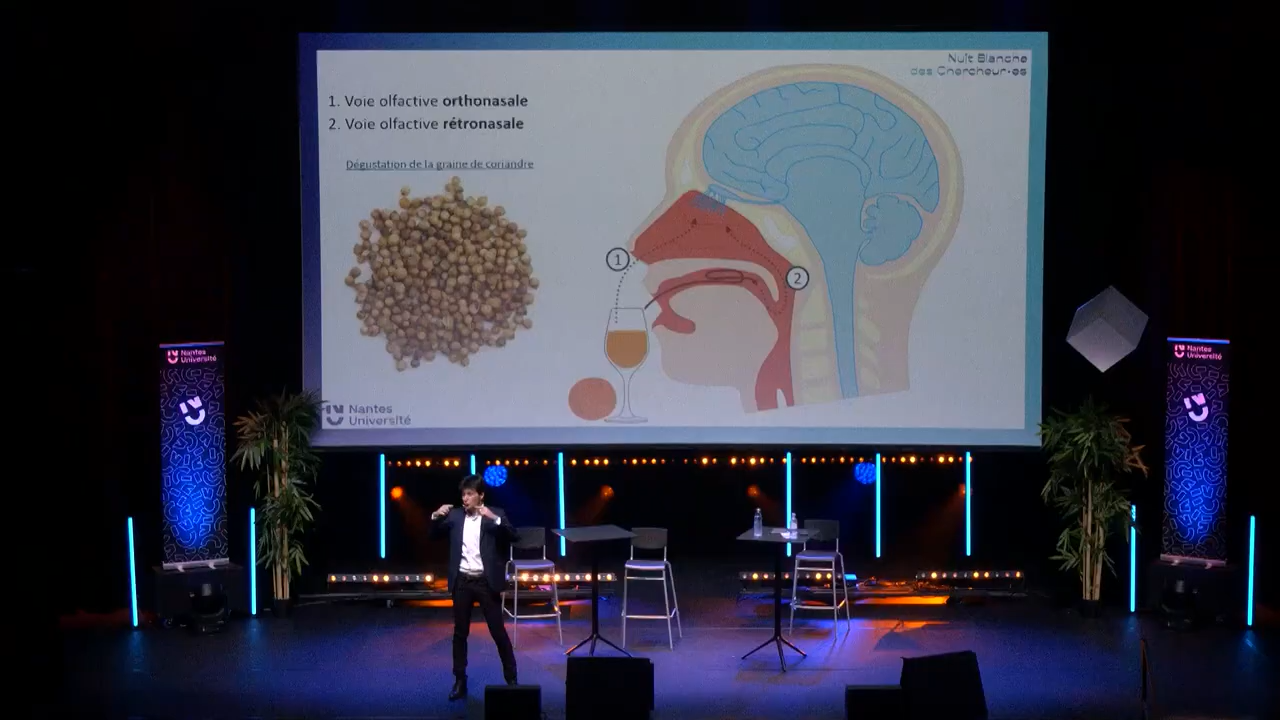 Nuit Blanche
des Chercheur·es
1. Voie olfactive orthonasale
2. Voie olfactive rétronasale
Dégustation de la graine de coriandre
1
2
Nantes
Université
Nantes
Université
Nantes
Université